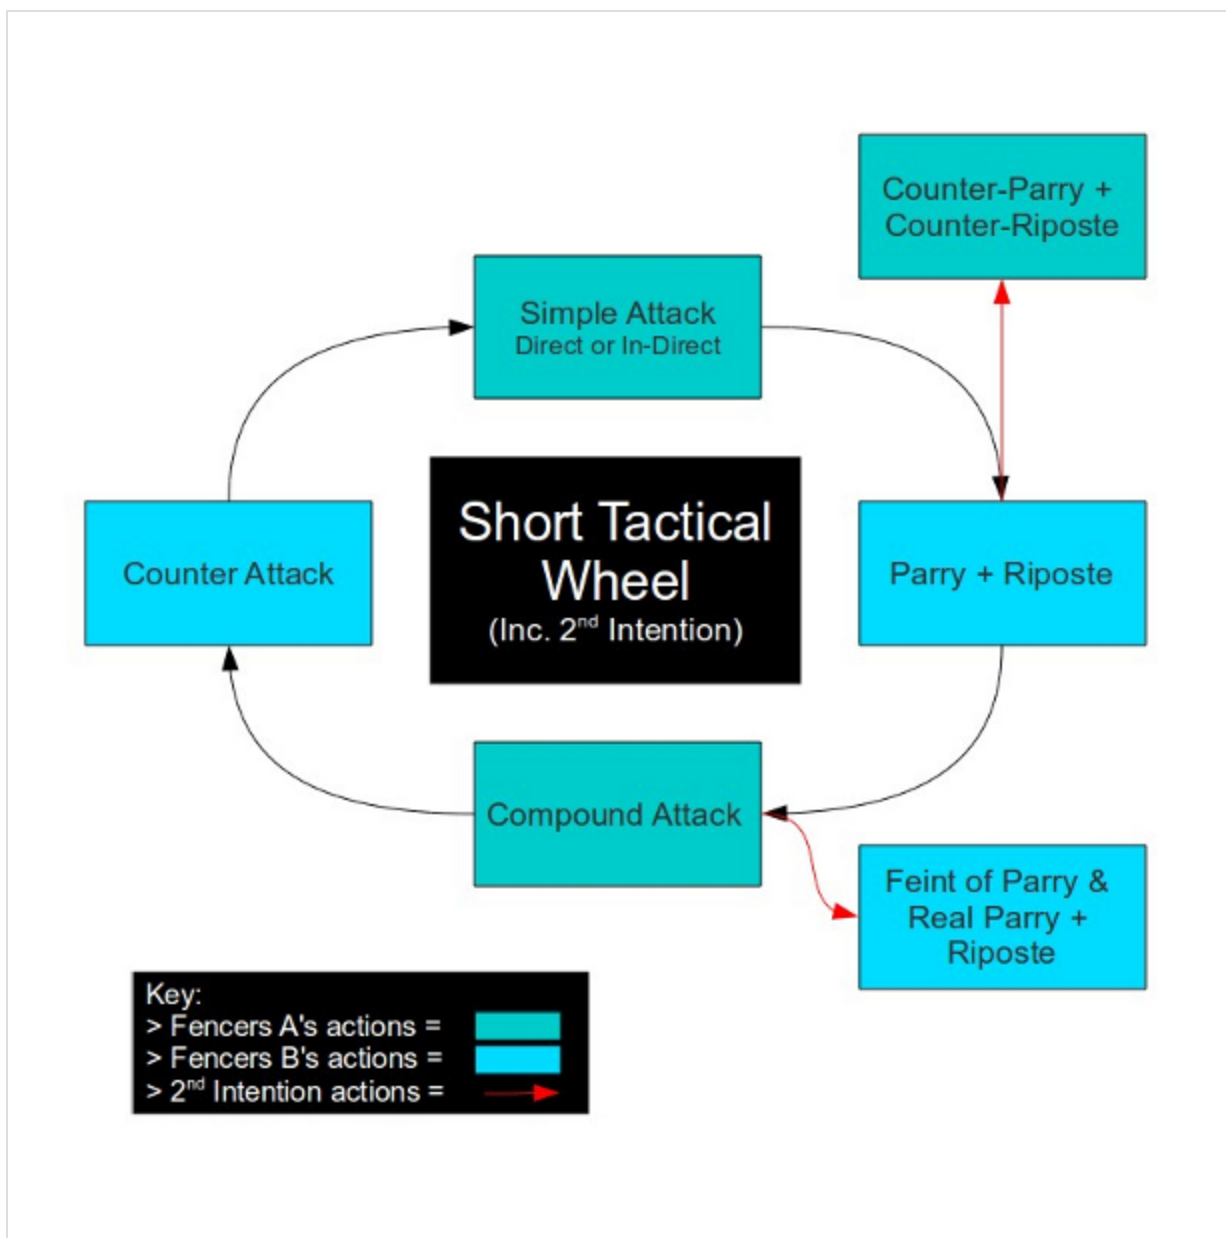 Counter-Parry +
Counter-Riposte
Simple Attack
Direct or In-Direct
Short Tactical
Wheel
(Inc. 2nd Intention)
Counter Attack
Parry + Riposte
Compound Attack
Feint of Parry &
Real Parry +
Riposte
Key:
> Fencers A's actions =
> Fencers B's actions =
> 2nd Intention actions =